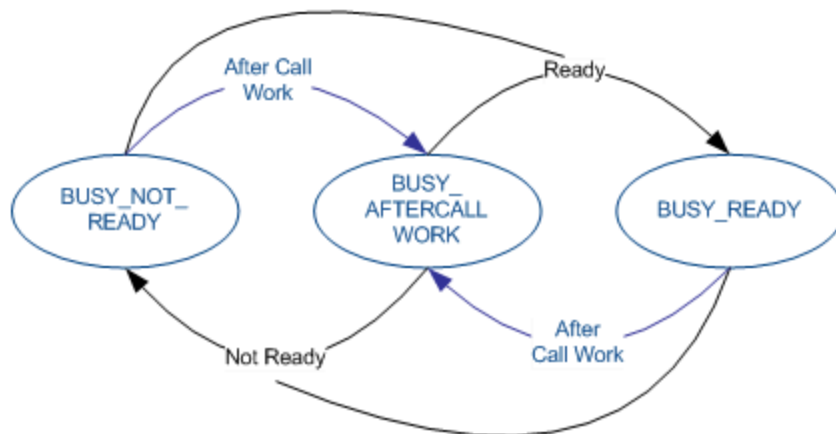 After Call
Work
Ready
BUSY_NOT_
READY
BUSY_
AFTERCALL
WORK
BUSY_READY
Not Ready
After
Call Work